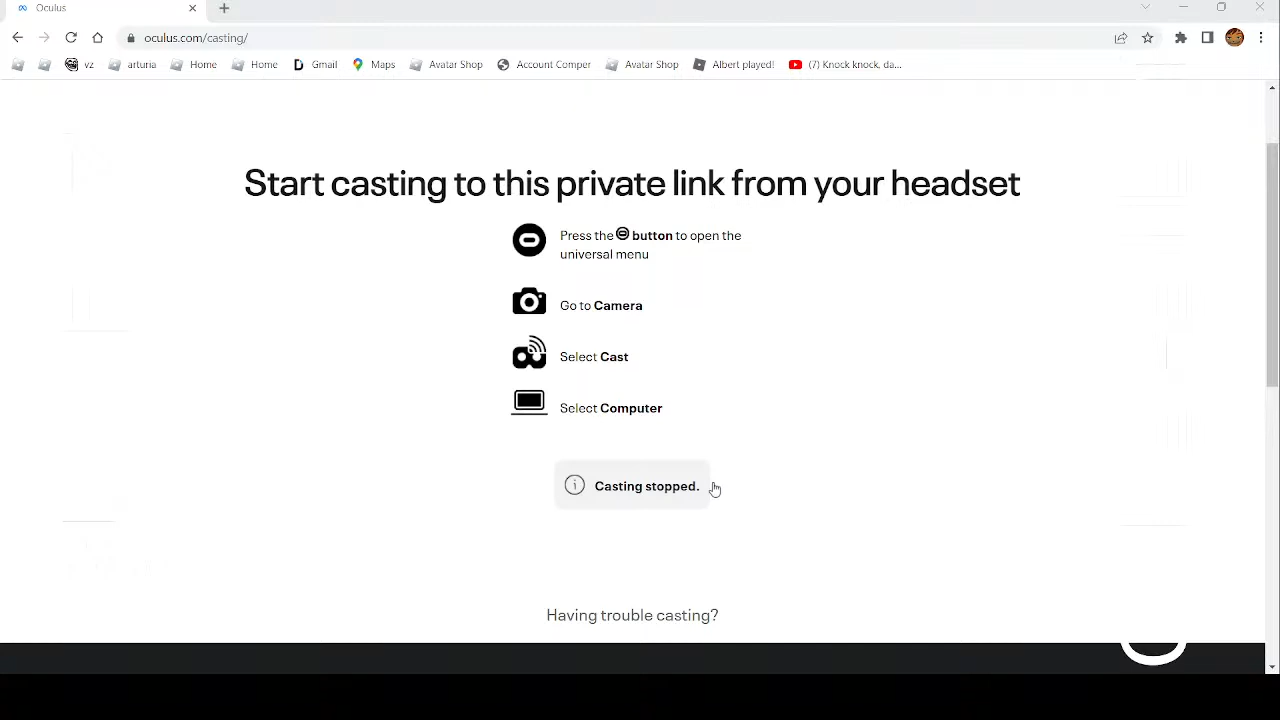 Oculus
oculus.com/casting/
vz
arturia
Home
Home
Gmail
Maps
Avatar Shop
Account Comper
Avatar Shop
Albert played!
(7) Knock knock, da...
Start casting to this private link from your headset
Press the button to open the
universal menu
Go to Camera
Select Cast
Select Computer
Casting stopped.
Having trouble casting?